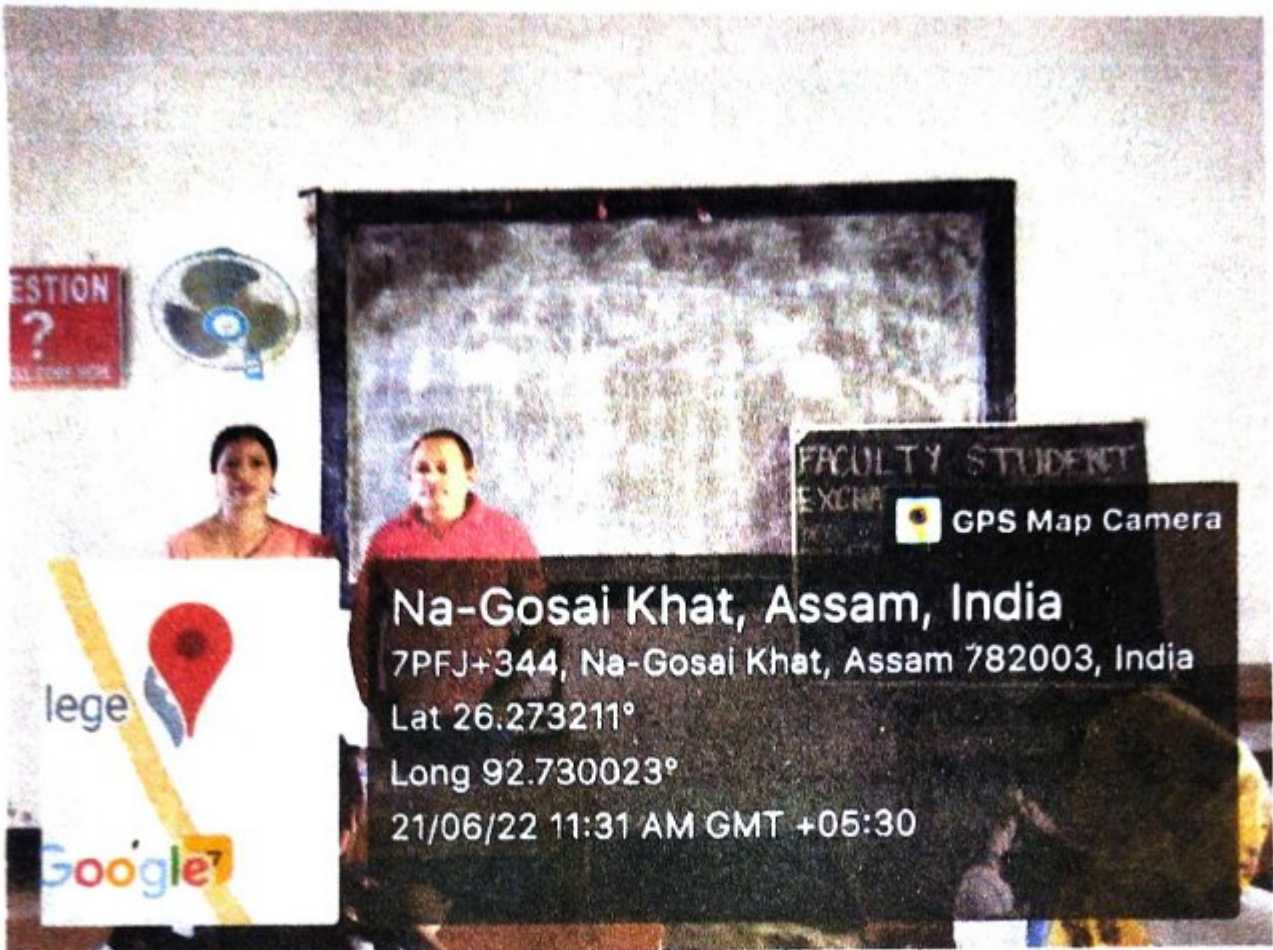 ESTION
?
FACULTY STUDENT
EXCHA
GPS Map Camera
Na-Gosai Khat, Assam, India
7PFJ+344, Na-Gosai Khat, Assam 782003, India
Lat 26.273211°
Long 92.730023°
21/06/22 11:31 AM GMT +05:30
lege
Google
7